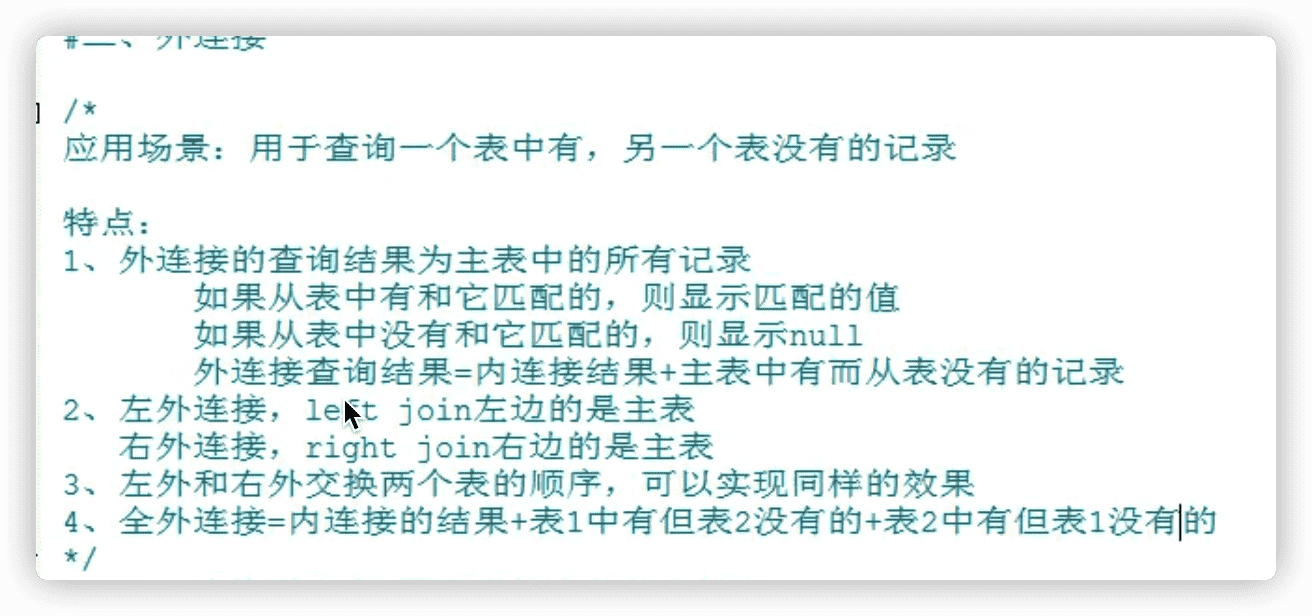 #二、外连接
/*
应用场景：用于查询一个表中有，另一个表没有的记录
特点：
1、外连接的查询结果为主表中的所有记录
如果从表中有和它匹配的，则显示匹配的值
如果从表中没有和它匹配的，则显示null
外连接查询结果=内连接结果+主表中有而从表没有的记录
2、左外连接，left join左边的是主表
右外连接，right join右边的是主表
3、左外和右外交换两个表的顺序，可以实现同样的效果
4、全外连接=内连接的结果+表1中有但表2没有的+表2中有但表1没有的
*/